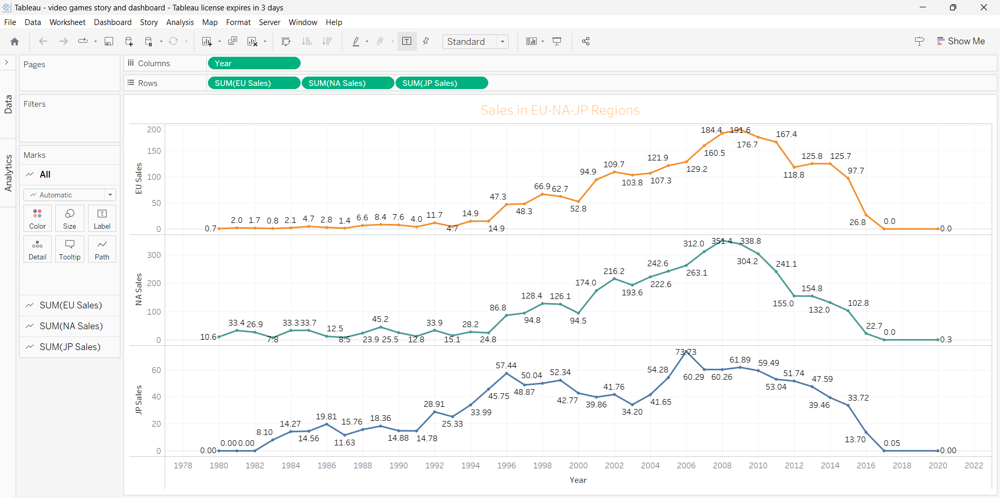 Tableau - video games story and dashboard - Tableau license expires in 3 days
File Data Worksheet Dashboard Story Analysis Map Format Server Window Help
Standard
Show Me
Data
Analytics
Pages
Filters
Marks
All
Automatic
Color Size Label
Detail Tooltip Path
SUM(EU Sales)
SUM(NA Sales)
SUM(JP Sales)
Columns Year
Rows SUM(EU Sales) SUM(NA Sales) SUM(JP Sales)
Sales in EU-NA-JP Regions
EU Sales
200
150
100
50
0
0.7 2.0 1.7 0.8 2.1 4.7 2.8 1.4 6.6 8.4 7.6 4.0 11.7 4.7 14.9 14.9 47.3 48.3 66.9 62.7 52.8 94.9 109.7 103.8 107.3 121.9 129.2 160.5 184.4 191.6 176.7 167.4 118.8 125.8 125.7 97.7 26.8 0.0 0.0
NA Sales
300
200
100
0
10.6 33.4 26.9 7.8 33.3 33.7 12.5 8.5 23.9 45.2 25.5 12.8 33.9 15.1 28.2 24.8 86.8 94.8 128.4 126.1 94.5 174.0 216.2 193.6 222.6 242.6 263.1 312.0 351.4 338.8 304.2 241.1 155.0 154.8 132.0 102.8 22.7 0.0 0.3
JP Sales
60
40
20
0
0.00 0.00 0.00 8.10 14.27 14.56 19.81 11.63 15.76 18.36 14.88 14.78 28.91 25.33 33.99 45.75 57.44 48.87 50.04 52.34 42.77 39.86 41.76 34.20 41.65 54.28 73.73 60.29 60.26 61.89 59.49 53.04 51.74 47.59 39.46 33.72 13.70 0.05 0.00
1978 1980 1982 1984 1986 1988 1990 1992 1994 1996 1998 2000 2002 2004 2006 2008 2010 2012 2014 2016 2018 2020 2022
Year